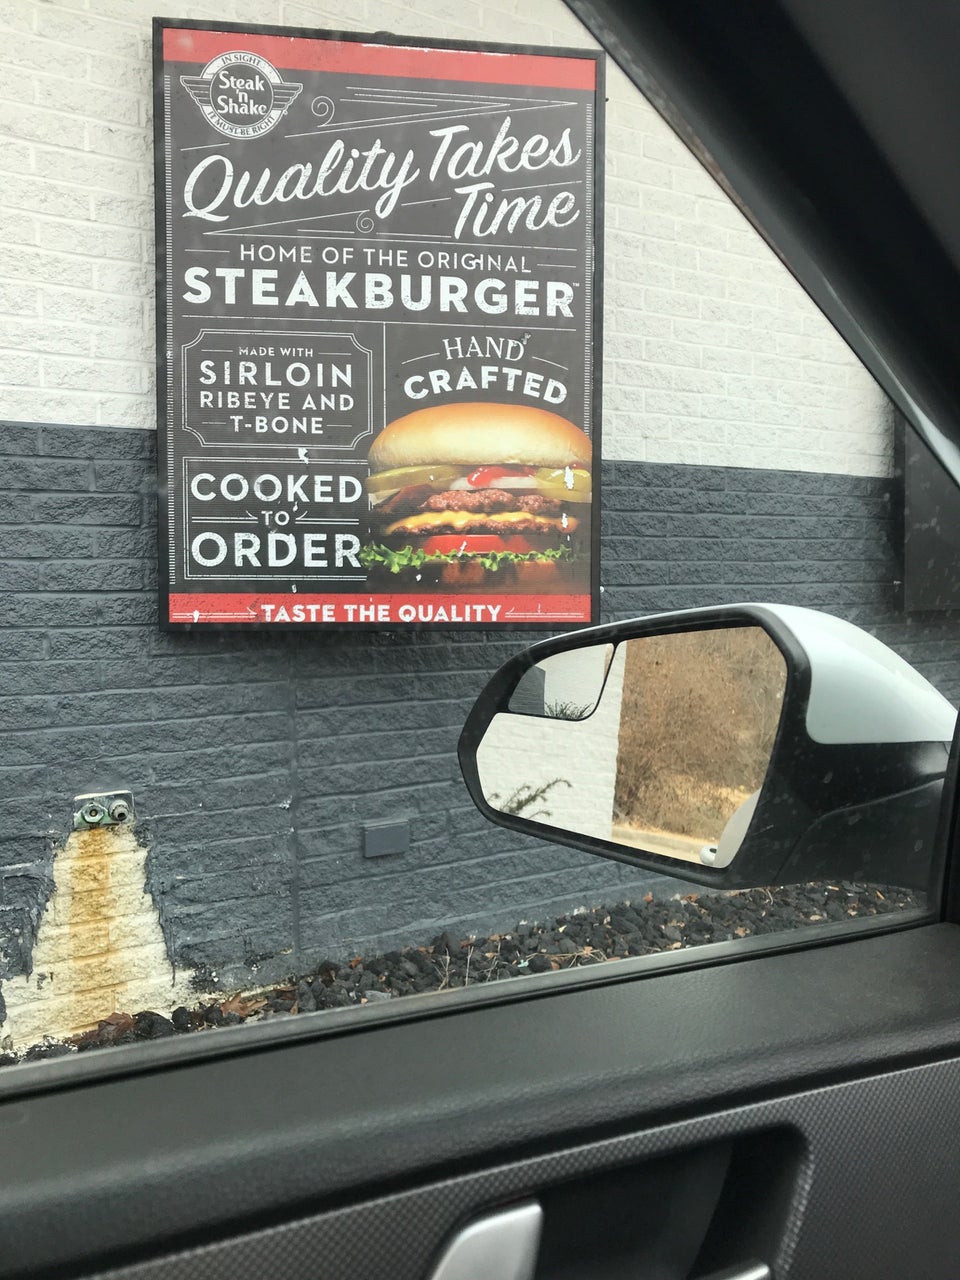 IN SIGHT
Steak
'n
Shake
IT MUST BE RIGHT
Quality Takes
Time
HOME OF THE ORIGINAL
STEAKBURGER™
MADE WITH
SIRLOIN
RIBEYE AND
T-BONE
HAND
CRAFTED
COOKED
TO
ORDER
TASTE THE QUALITY